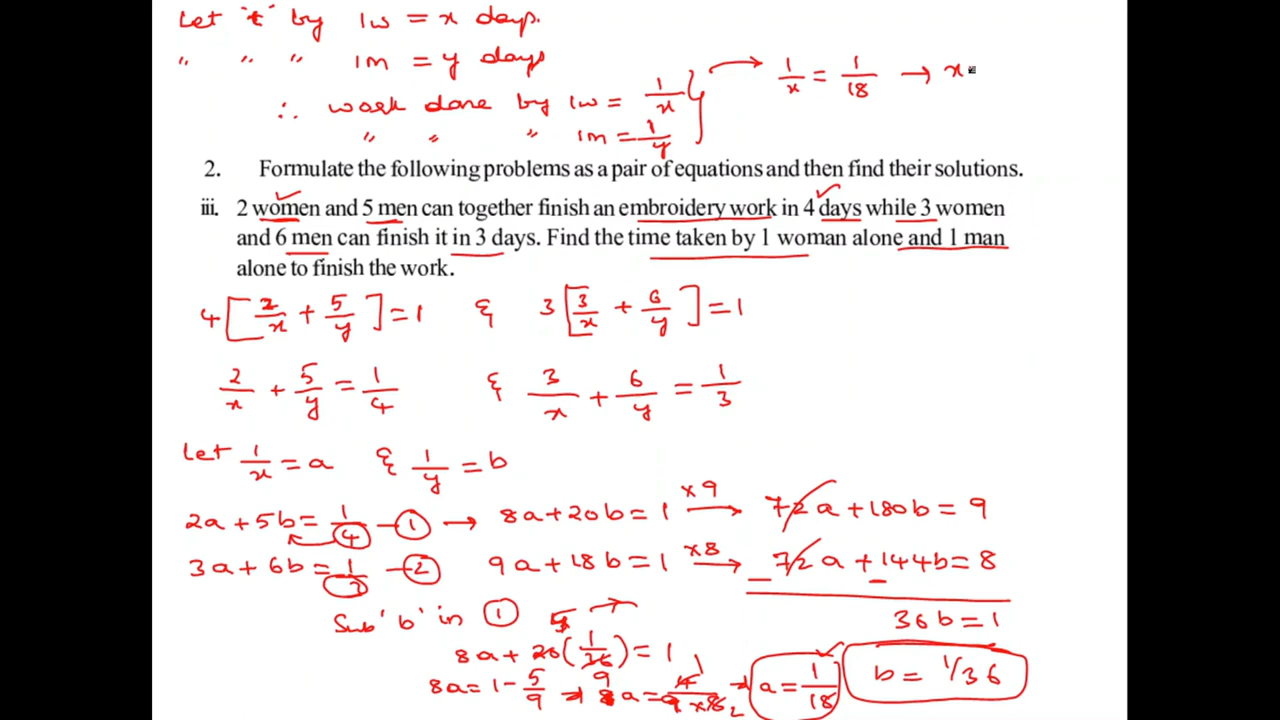 Let 't' by 1w = x days.
" " " 1m = y days
1/x = 1/18 → x =
∴ work done by 1w = 1/x
" " " 1m = 1/y
2. Formulate the following problems as a pair of equations and then find their solutions.
iii. 2 women and 5 men can together finish an embroidery work in 4 days while 3 women
and 6 men can finish it in 3 days. Find the time taken by 1 woman alone and 1 man
alone to finish the work.
4[2/x + 5/y] = 1 & 3[3/x + 6/y] = 1
2/x + 5/y = 1/4 & 3/x + 6/y = 1/3
Let 1/x = a & 1/y = b
2a + 5b = 1/4 – ① → 8a + 20b = 1 ×9 → 72a + 180b = 9
3a + 6b = 1/3 – ② 9a + 18b = 1 ×8 → 72a + 144b = 8
Sub 'b' in ① 36b = 1
8a + 20(1/36) = 1 b = 1/36
8a = 1 - 5/9 → a = 1/18